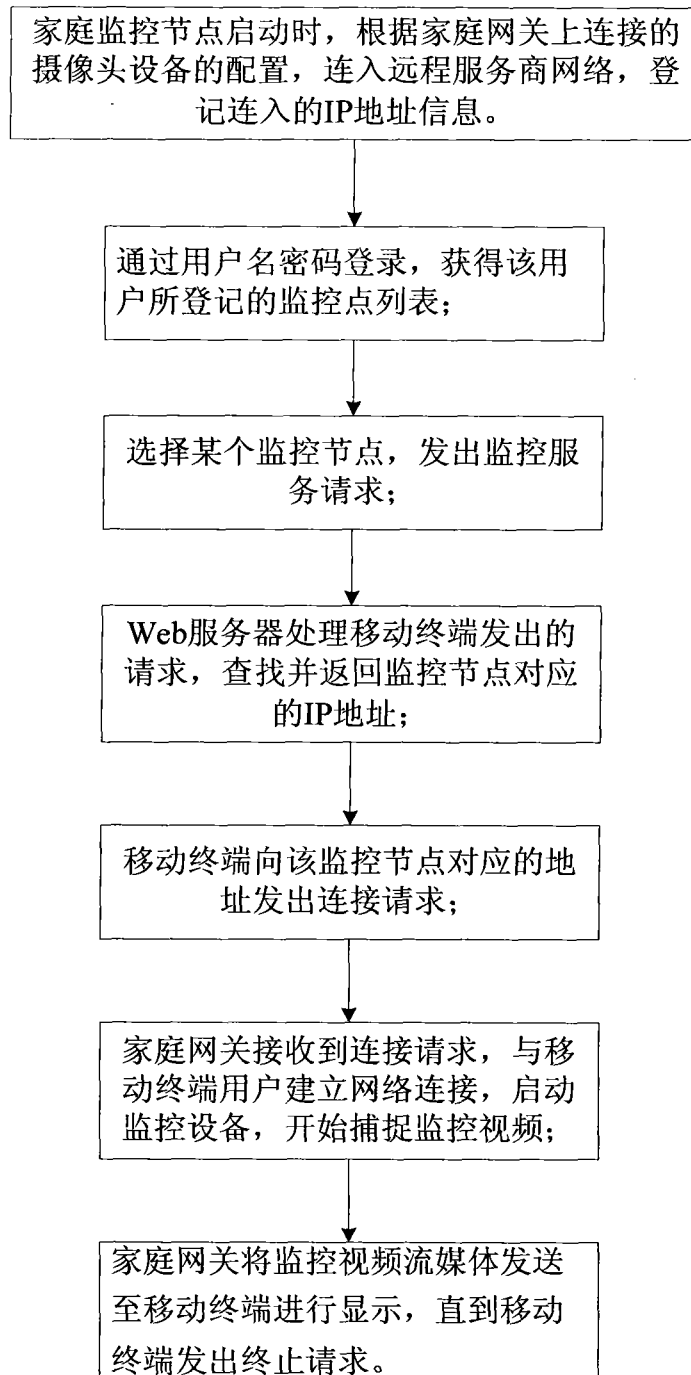 家庭监控节点启动时，根据家庭网关上连接的
摄像头设备的配置，连入远程服务商网络，登
记连入的IP地址信息。
通过用户名密码登录，获得该用
户所登记的监控点列表；
选择某个监控节点，发出监控服
务请求；
Web服务器处理移动终端发出的
请求，查找并返回监控节点对应
的IP地址；
移动终端向该监控节点对应的地
址发出连接请求；
家庭网关接收到连接请求，与移
动终端用户建立网络连接，启动
监控设备，开始捕捉监控视频；
家庭网关将监控视频流媒体发送
至移动终端进行显示，直到移动
终端发出终止请求。